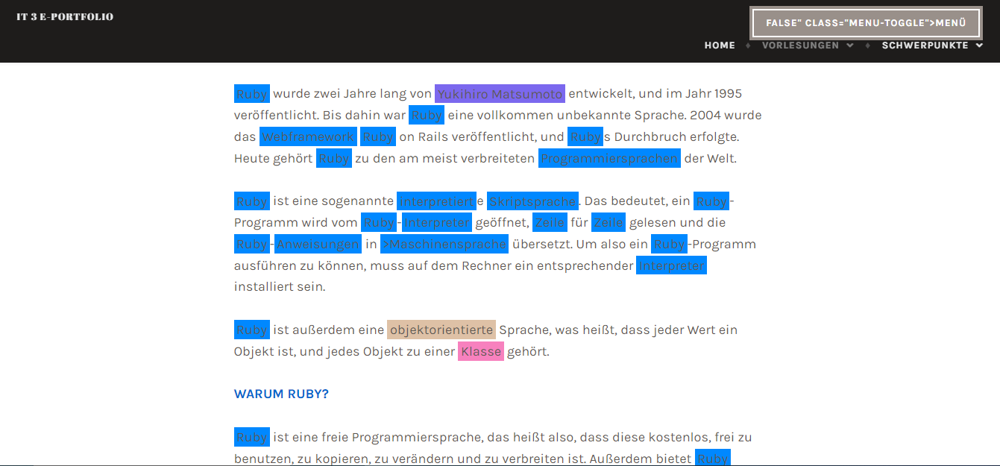 IT 3 E-PORTFOLIO
FALSE" CLASS="MENU-TOGGLE">MENÜ
HOME ♦ VORLESUNGEN ♦ SCHWERPUNKTE
Ruby wurde zwei Jahre lang von Yukihiro Matsumoto entwickelt, und im Jahr 1995
veröffentlicht. Bis dahin war Ruby eine vollkommen unbekannte Sprache. 2004 wurde
das Webframework Ruby on Rails veröffentlicht, und Rubys Durchbruch erfolgte.
Heute gehört Ruby zu den am meist verbreiteten Programmiersprachen der Welt.
Ruby ist eine sogenannte interpretierte Skriptsprache. Das bedeutet, ein Ruby-
Programm wird vom Ruby-Interpreter geöffnet, Zeile für Zeile gelesen und die
Ruby-Anweisungen in >Maschinensprache übersetzt. Um also ein Ruby-Programm
ausführen zu können, muss auf dem Rechner ein entsprechender Interpreter
installiert sein.
Ruby ist außerdem eine objektorientierte Sprache, was heißt, dass jeder Wert ein
Objekt ist, und jedes Objekt zu einer Klasse gehört.
WARUM RUBY?
Ruby ist eine freie Programmiersprache, das heißt also, dass diese kostenlos, frei zu
benutzen, zu kopieren, zu verändern und zu verbreiten ist. Außerdem bietet Ruby